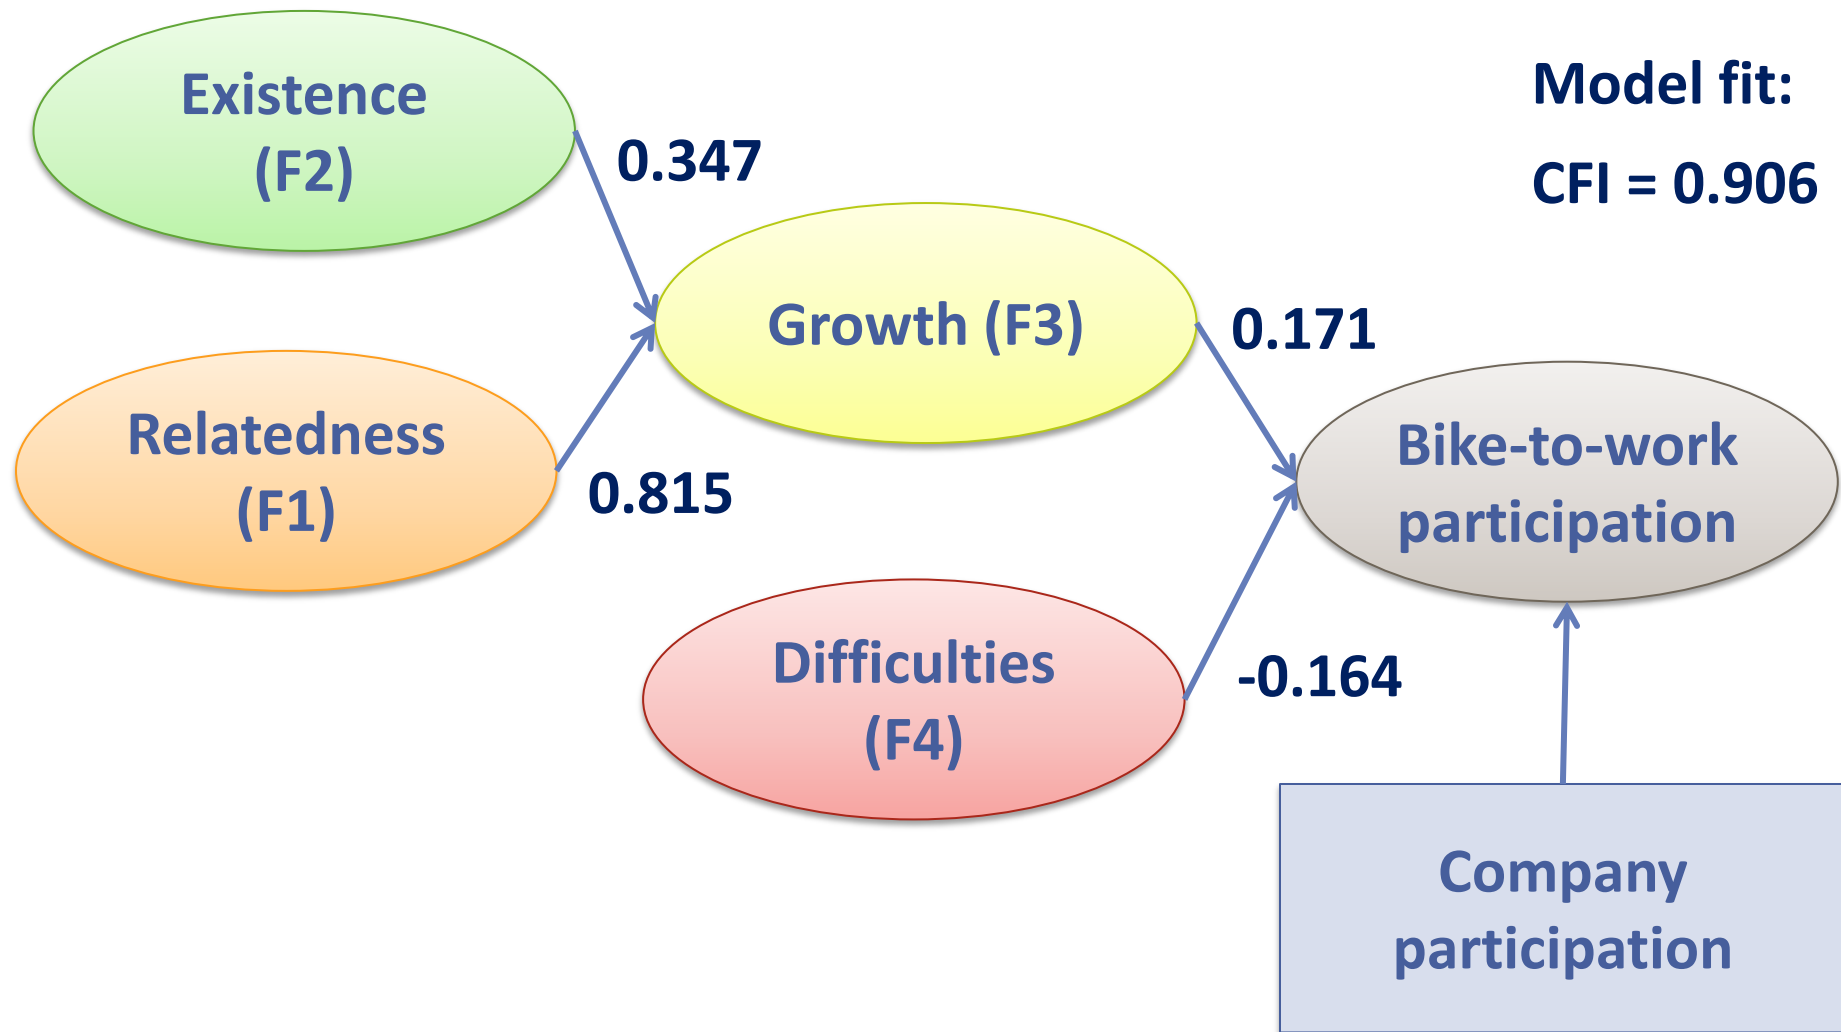 Existence
(F2)
0.347
Model fit:
CFI = 0.906
Growth (F3)
0.171
Relatedness
(F1)
0.815
Bike-to-work
participation
Difficulties
(F4)
-0.164
Company
participation